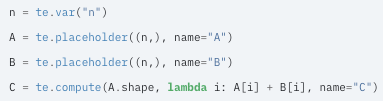 n = te.var("n")
A = te.placeholder((n,), name="A")
B = te.placeholder((n,), name="B")
C = te.compute(A.shape, lambda i: A[i] + B[i], name="C")